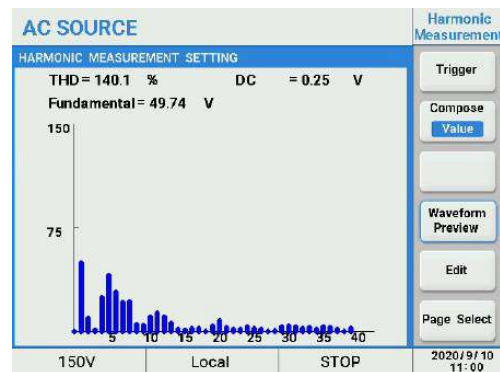 AC SOURCE
Harmonic
Measurement
HARMONIC MEASUREMENT SETTING
THD = 140.1 % DC = 0.25 V
Fundamental = 49.74 V
150
75
5 10 15 20 25 30 35 40
Trigger
Compose
Value
Waveform
Preview
Edit
Page Select
150V Local STOP
2020/9/10
11:00